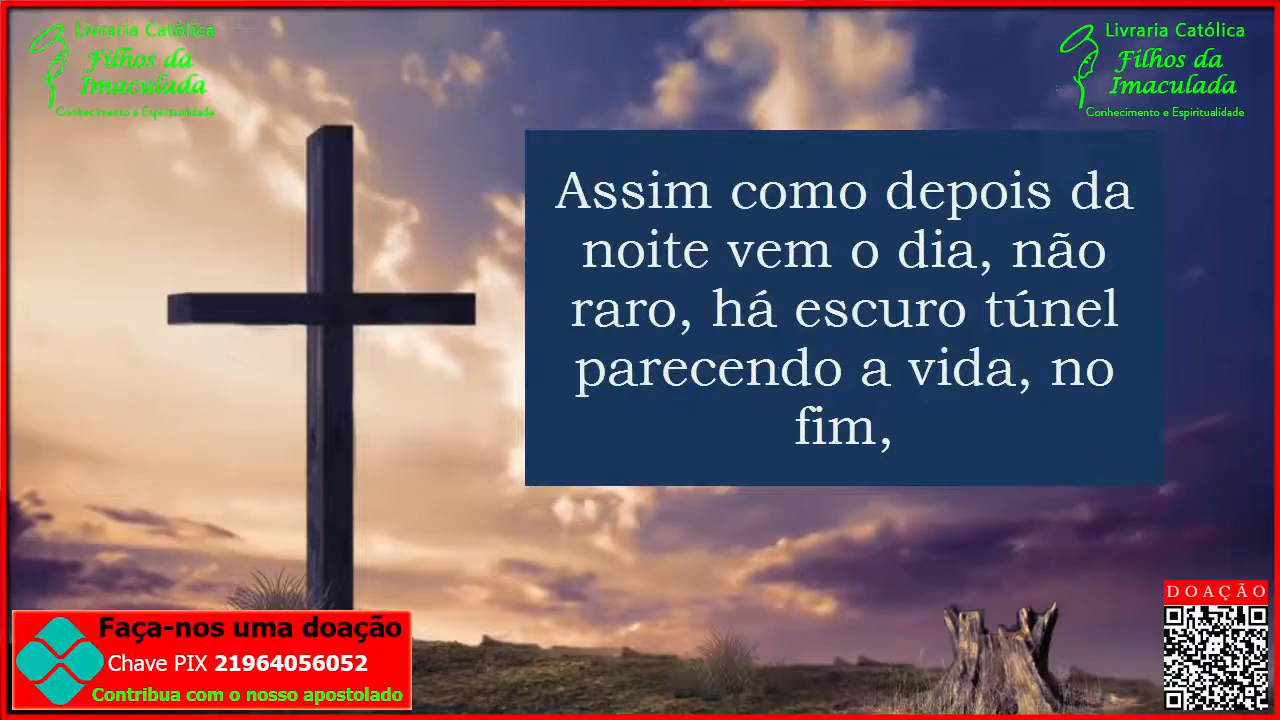 Livraria Católica
Filhos da
Imaculada
Conhecimento e Espiritualidade
Livraria Católica
Filhos da
Imaculada
Conhecimento e Espiritualidade
Assim como depois da
noite vem o dia, não
raro, há escuro túnel
parecendo a vida, no
fim,
DOAÇÃO
Faça-nos uma doação
Chave PIX 21964056052
Contribua com o nosso apostolado